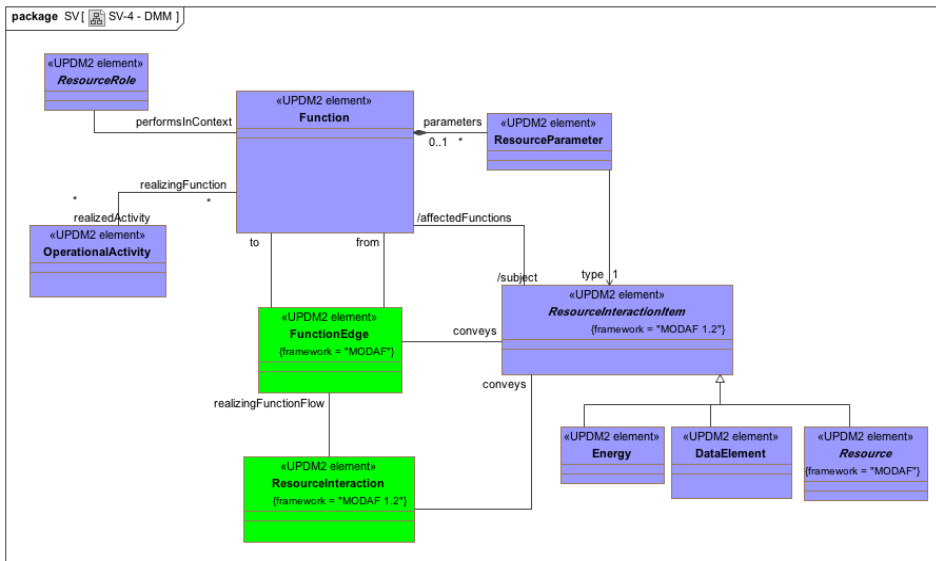 package SV [ SV-4 - DMM ]
«UPDM2 element»
ResourceRole
performsInContext
«UPDM2 element»
Function
parameters
0..1 *
«UPDM2 element»
ResourceParameter
realizingFunction
*
*
realizedActivity
«UPDM2 element»
OperationalActivity
/affectedFunctions
to
from
/subject
type 1
«UPDM2 element»
ResourceInteractionItem
{framework = "MODAF 1.2"}
«UPDM2 element»
FunctionEdge
{framework = "MODAF"}
conveys
conveys
realizingFunctionFlow
«UPDM2 element»
ResourceInteraction
{framework = "MODAF 1.2"}
«UPDM2 element»
Energy
«UPDM2 element»
DataElement
«UPDM2 element»
Resource
{framework = "MODAF"}